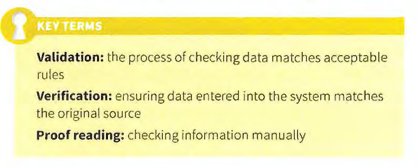 KEY TERMS
Validation: the process of checking data matches acceptable
rules
Verification: ensuring data entered into the system matches
the original source
Proof reading: checking information manually